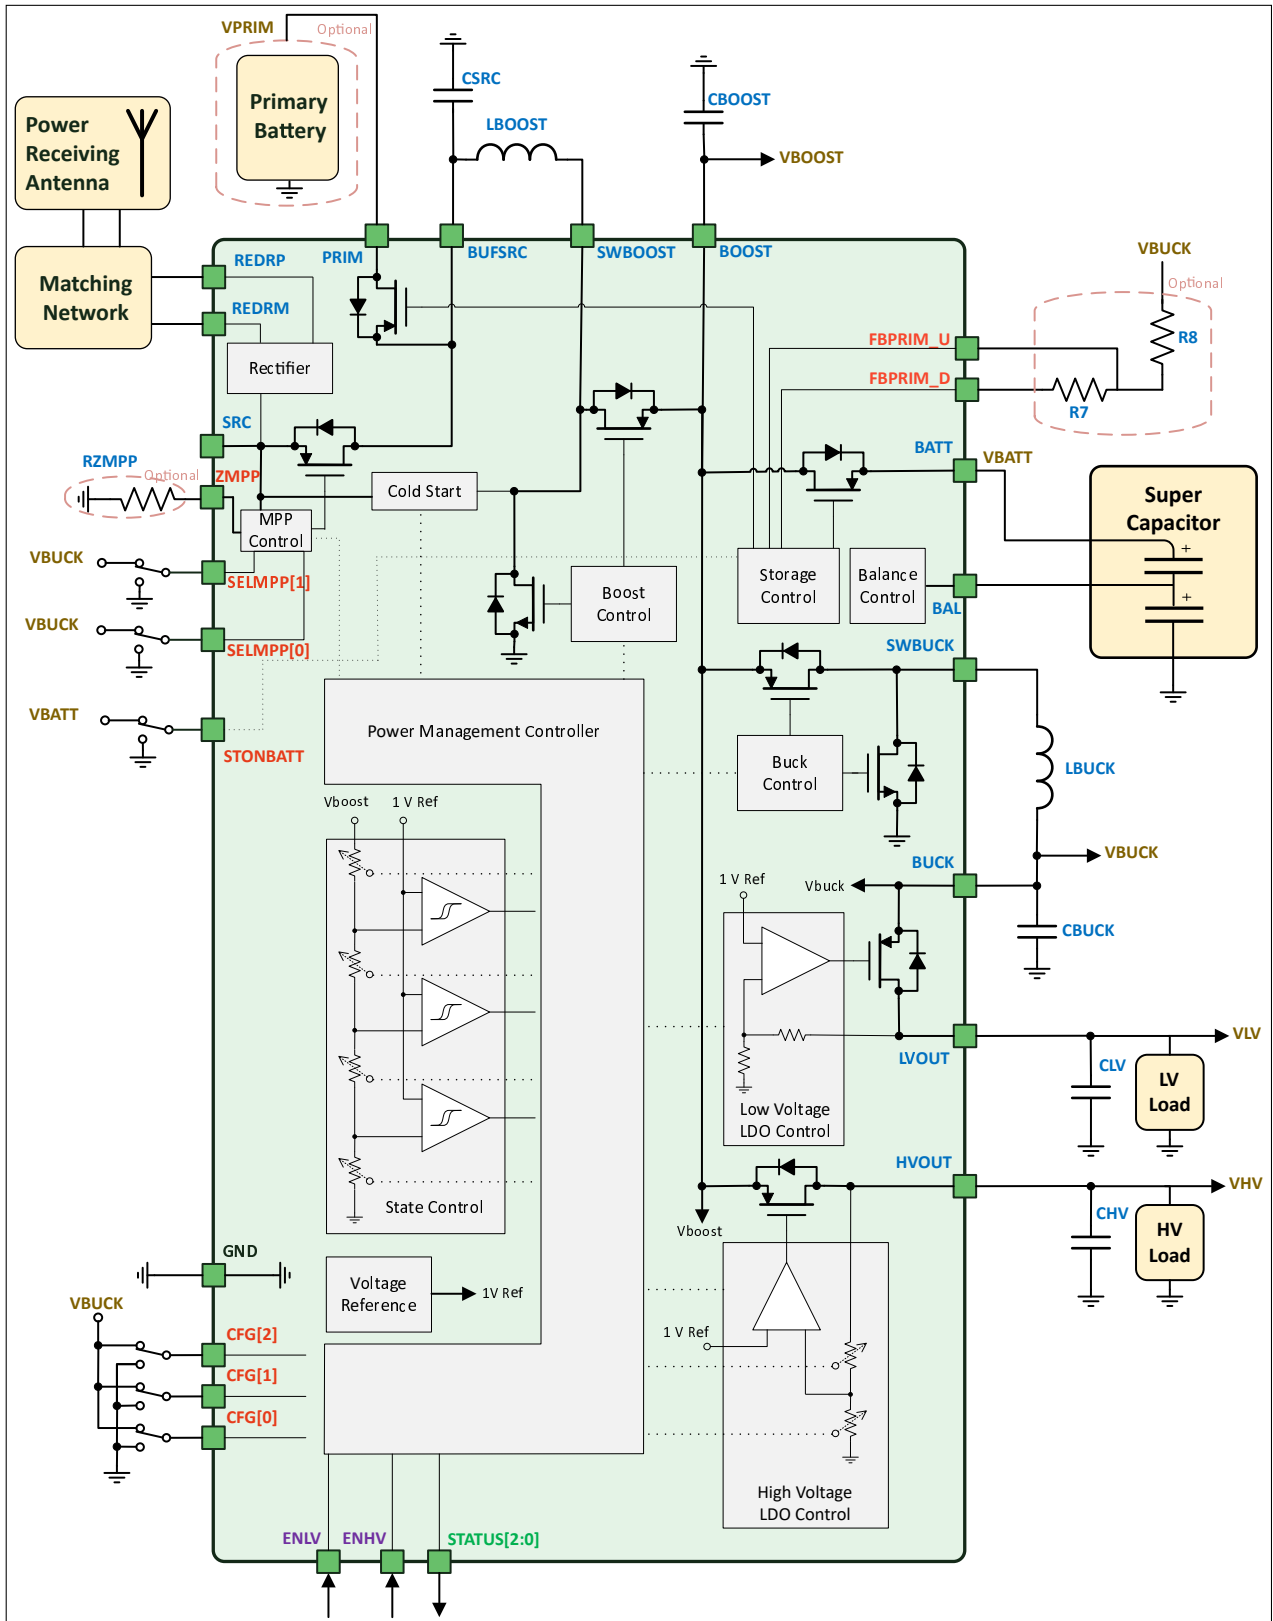 VPRIM
Optional
Primary
Battery
CSRC
LBOOST
CBOOST
VBOOST
Power
Receiving
Antenna
Matching
Network
REDRP
REDRM
PRIM
BUFSRC
SWBOOST
BOOST
VBUCK
Optional
R8
R7
FBPRIM_U
FBPRIM_D
Rectifier
SRC
RZMPP
Optional
ZMPP
Cold Start
MPP
Control
BATT
VBATT
Super
Capacitor
+
+
VBUCK
SELMPP[1]
VBUCK
SELMPP[0]
Boost
Control
Storage
Control
Balance
Control
BAL
SWBUCK
VBATT
STONBATT
Power Management Controller
Buck
Control
LBUCK
Vboost
1 V Ref
VBUCK
BUCK
Vbuck
1 V Ref
CBUCK
LVOUT
VLV
CLV
LV
Load
Low Voltage
LDO Control
HVOUT
VHV
CHV
HV
Load
State Control
Vboost
GND
Voltage
Reference
1V Ref
1 V Ref
VBUCK
CFG[2]
CFG[1]
CFG[0]
High Voltage
LDO Control
ENLV
ENHV
STATUS[2:0]